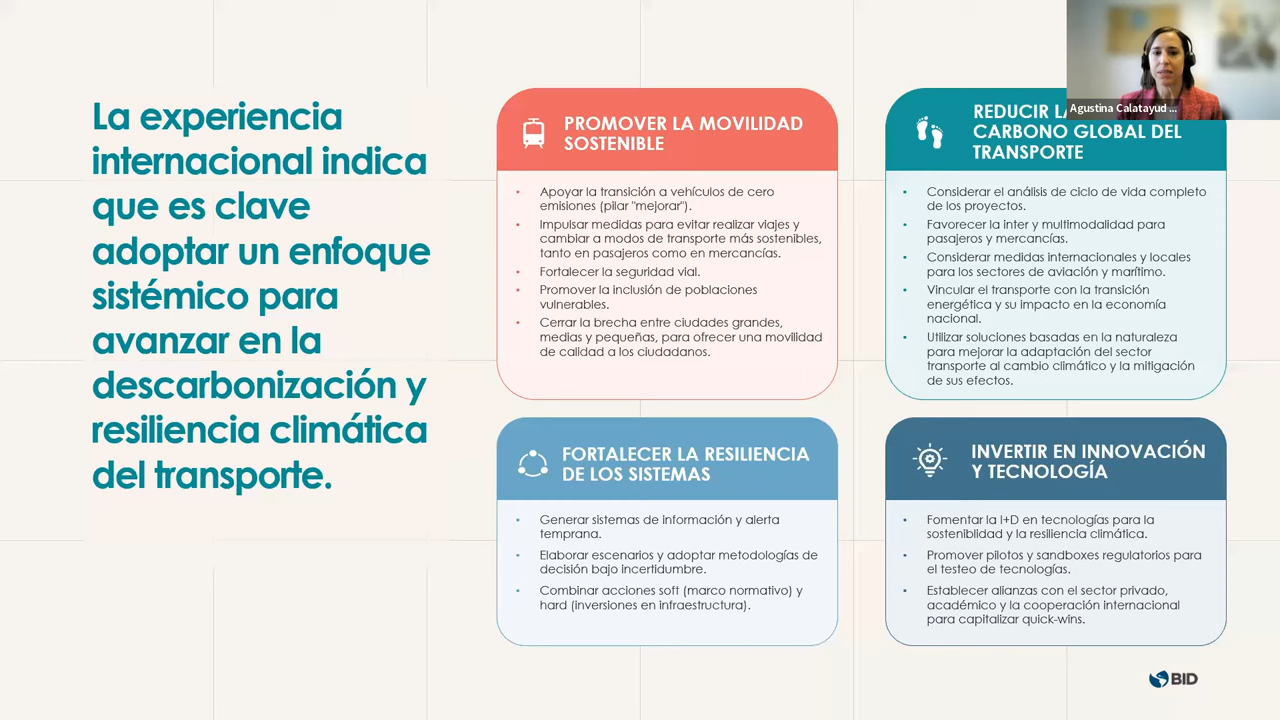 La experiencia
internacional indica
que es clave
adoptar un enfoque
sistémico para
avanzar en la
descarbonización y
resiliencia climática
del transporte.
PROMOVER LA MOVILIDAD
SOSTENIBLE
• Apoyar la transición a vehículos de cero
emisiones (pilar "mejorar").
• Impulsar medidas para evitar realizar viajes y
cambiar a modos de transporte más sostenibles,
tanto en pasajeros como en mercancías.
• Fortalecer la seguridad vial.
• Promover la inclusión de poblaciones
vulnerables.
• Cerrar la brecha entre ciudades grandes,
medias y pequeñas, para ofrecer una movilidad
de calidad a los ciudadanos.
Agustina Calatayud ...
REDUCIR LA
CARBONO GLOBAL DEL
TRANSPORTE
• Considerar el análisis de ciclo de vida completo
de los proyectos.
• Favorecer la inter y multimodalidad para
pasajeros y mercancías.
• Considerar medidas internacionales y locales
para los sectores de aviación y marítimo.
• Vincular el transporte con la transición
energética y su impacto en la economía
nacional.
• Utilizar soluciones basadas en la naturaleza
para mejorar la adaptación del sector
transporte al cambio climático y la mitigación
de sus efectos.
FORTALECER LA RESILIENCIA
DE LOS SISTEMAS
• Generar sistemas de información y alerta
temprana.
• Elaborar escenarios y adoptar metodologías de
decisión bajo incertidumbre.
• Combinar acciones soft (marco normativo) y
hard (inversiones en infraestructura).
INVERTIR EN INNOVACIÓN
Y TECNOLOGÍA
• Fomentar la I+D en tecnologías para la
sosteniblidad y la resiliencia climática.
• Promover pilotos y sandboxes regulatorios para
el testeo de tecnologías.
• Establecer alianzas con el sector privado,
académico y la cooperación internacional
para capitalizar quick-wins.
BID